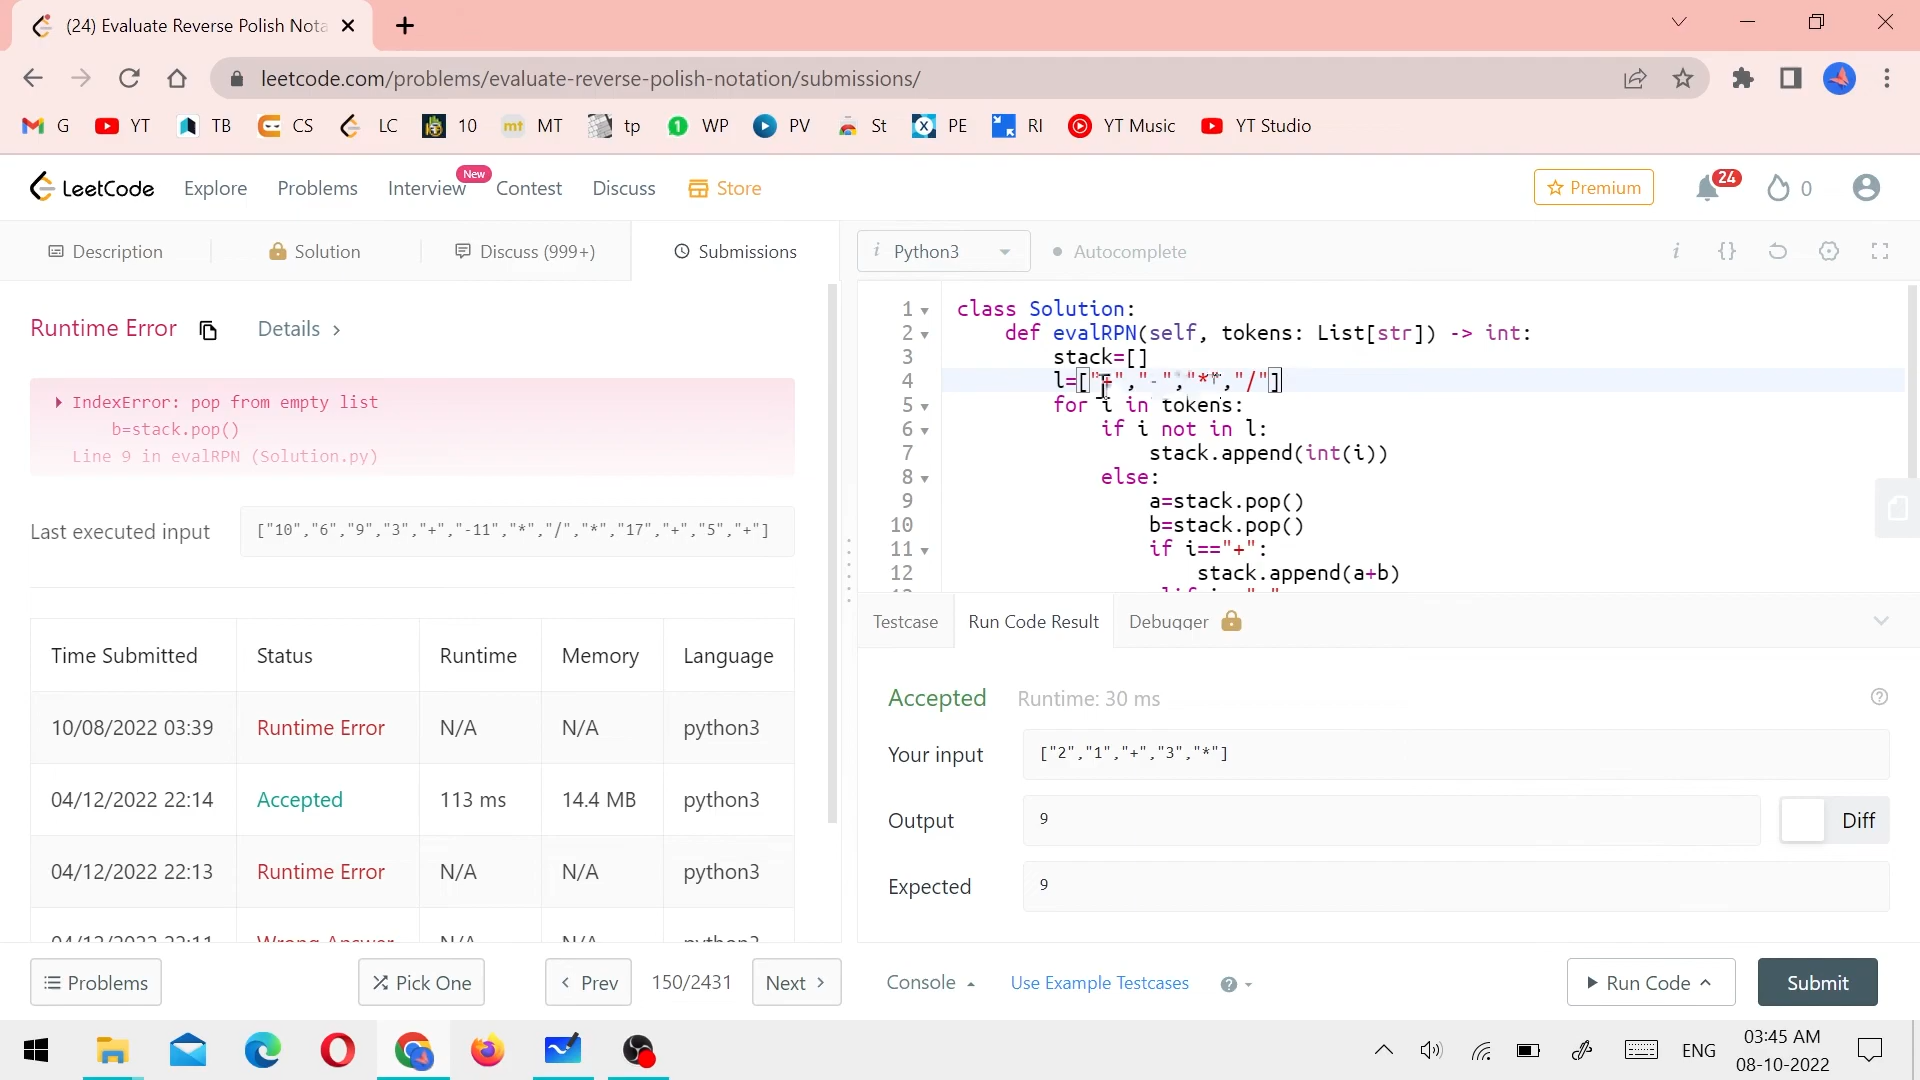 (24) Evaluate Reverse Polish Nota
leetcode.com/problems/evaluate-reverse-polish-notation/submissions/
G YT TB CS LC 10 MT tp WP PV St PE RI YT Music YT Studio
LeetCode Explore Problems Interview New Contest Discuss Store Premium 24 0
Description Solution Discuss (999+) Submissions
Python3 Autocomplete
Runtime Error Details >
IndexError: pop from empty list
b=stack.pop()
Line 9 in evalRPN (Solution.py)
Last executed input ["10","6","9","3","+","-11","*","/","*","17","+","5","+"]
Time Submitted Status Runtime Memory Language
10/08/2022 03:39 Runtime Error N/A N/A python3
04/12/2022 22:14 Accepted 113 ms 14.4 MB python3
04/12/2022 22:13 Runtime Error N/A N/A python3
04/12/2022 22:11 Wrong Answer N/A N/A python3
1 class Solution:
2 def evalRPN(self, tokens: List[str]) -> int:
3 stack=[]
4 l=["+","-","*","/"]
5 for i in tokens:
6 if i not in l:
7 stack.append(int(i))
8 else:
9 a=stack.pop()
10 b=stack.pop()
11 if i=="+":
12 stack.append(a+b)
Testcase Run Code Result Debugger
Accepted Runtime: 30 ms
Your input ["2","1","+","3","*"]
Output 9 Diff
Expected 9
Problems Pick One < Prev 150/2431 Next > Console Use Example Testcases ? Run Code Submit
ENG 03:45 AM
08-10-2022